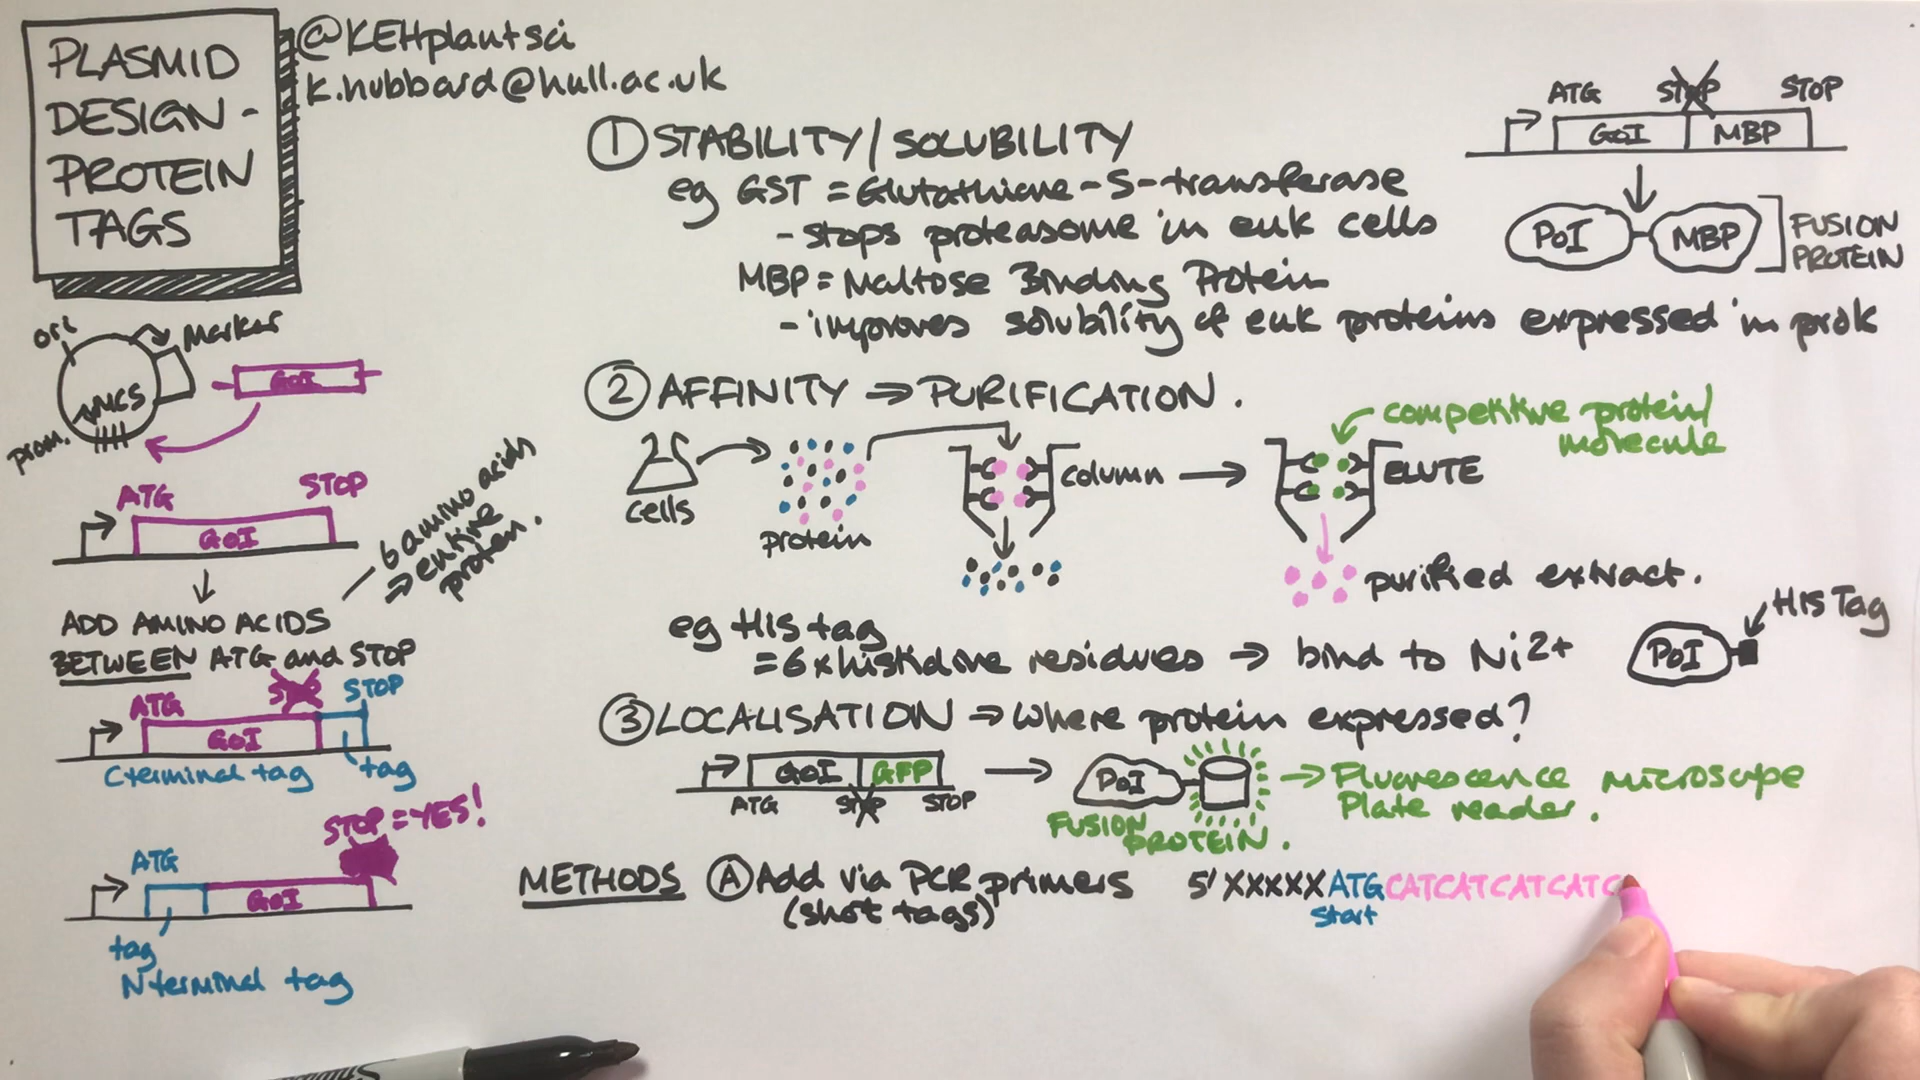 PLASMID
DESIGN -
PROTEIN
TAGS
@KEHplantsci
k.hubbard@hull.ac.uk
ori
Marker
MCS
prom.
GOI
ATG
STOP
GOI
6 amino acids
→ entire
protein.
ADD AMINO ACIDS
BETWEEN ATG and STOP
ATG
STOP
STOP
GOI
Cterminal tag
tag
STOP = YES!
ATG
GOI
tag
Nterminal tag
① STABILITY/SOLUBILITY
eg GST = Glutathione-S-transferase
- stops proteasome in euk cells
MBP = Maltose Binding Protein
- improves solubility of euk proteins expressed in prok
ATG
STOP
STOP
GOI
MBP
POI
MBP
FUSION
PROTEIN
② AFFINITY → PURIFICATION.
cells
protein
column
competitive protein/
molecule
ELUTE
purified extract.
eg His tag
= 6 x histidine residues → bind to Ni2+
POI
His Tag
③ LOCALISATION → Where protein expressed?
GOI
GFP
ATG
STOP
STOP
POI
FUSION
PROTEIN.
→ Fluorescence microscope
Plate reader.
METHODS Ⓐ Add via PCR primers
(short tags)
5' XXXXXATGCATCATCATCATC
start